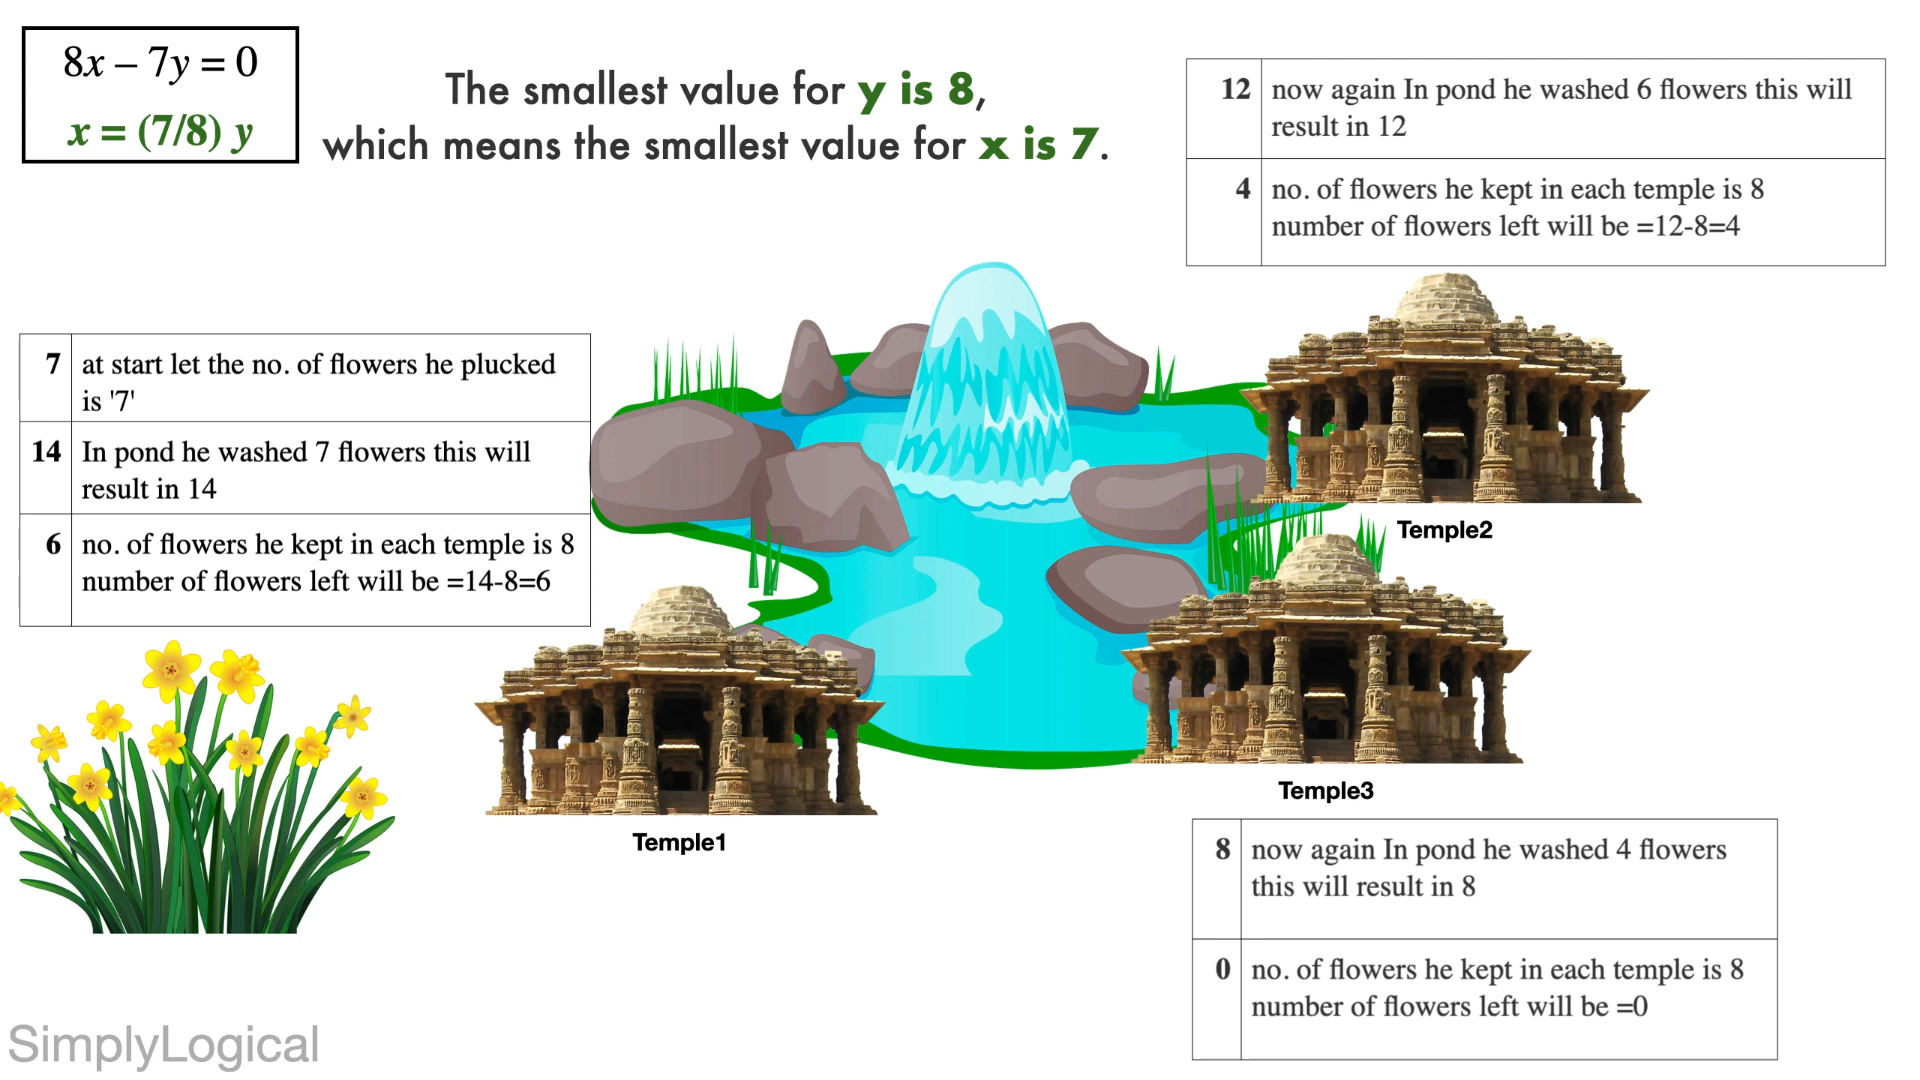 8x – 7y = 0
x = (7/8) y
The smallest value for y is 8,
which means the smallest value for x is 7.
12 now again In pond he washed 6 flowers this will
result in 12
4 no. of flowers he kept in each temple is 8
number of flowers left will be =12-8=4
7 at start let the no. of flowers he plucked
is '7'
14 In pond he washed 7 flowers this will
result in 14
6 no. of flowers he kept in each temple is 8
number of flowers left will be =14-8=6
Temple2
Temple3
Temple1
8 now again In pond he washed 4 flowers
this will result in 8
0 no. of flowers he kept in each temple is 8
number of flowers left will be =0
SimplyLogical